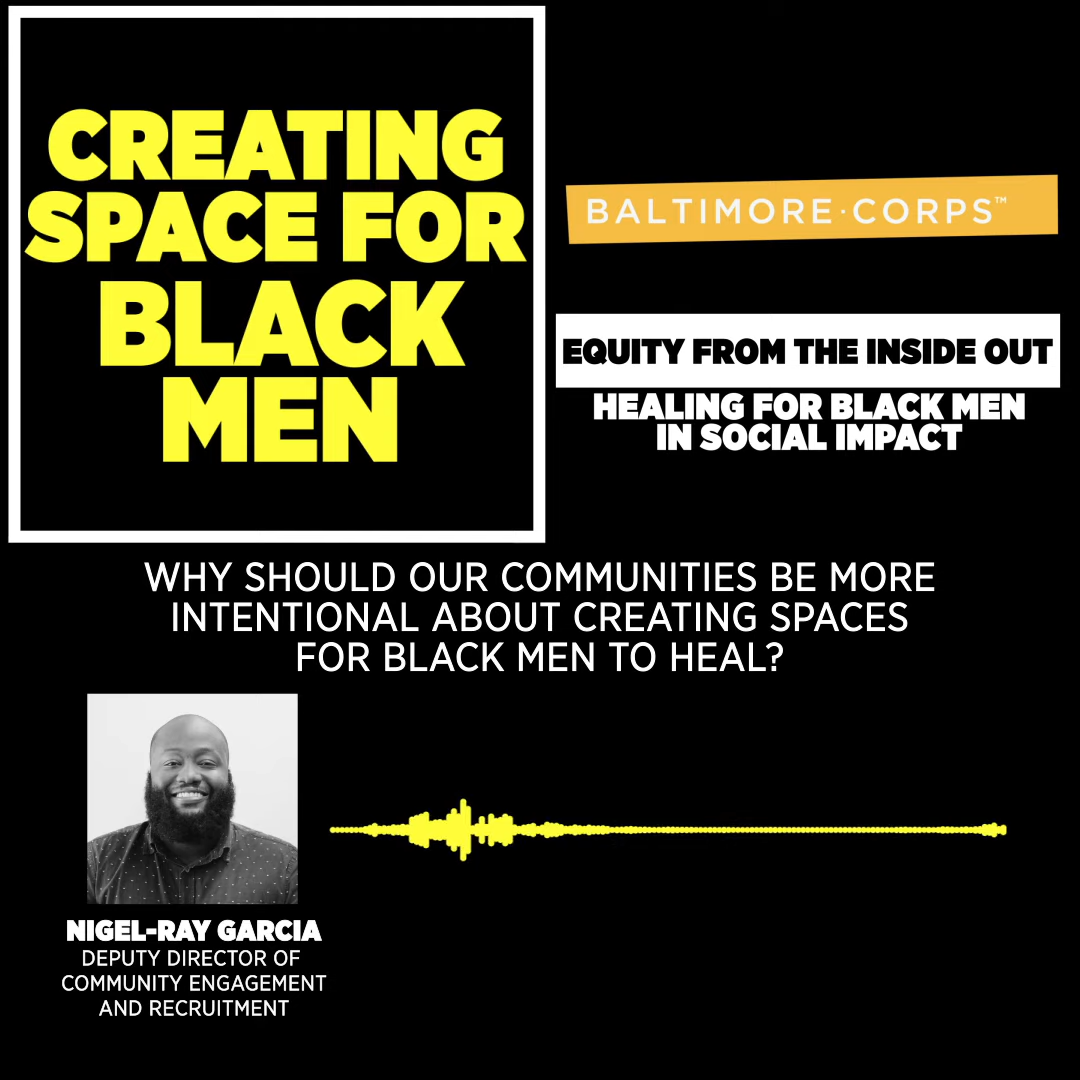 CREATING
SPACE FOR
BLACK
MEN
BALTIMORE·CORPS™
EQUITY FROM THE INSIDE OUT
HEALING FOR BLACK MEN
IN SOCIAL IMPACT
WHY SHOULD OUR COMMUNITIES BE MORE
INTENTIONAL ABOUT CREATING SPACES
FOR BLACK MEN TO HEAL?
NIGEL-RAY GARCIA
DEPUTY DIRECTOR OF
COMMUNITY ENGAGEMENT
AND RECRUITMENT